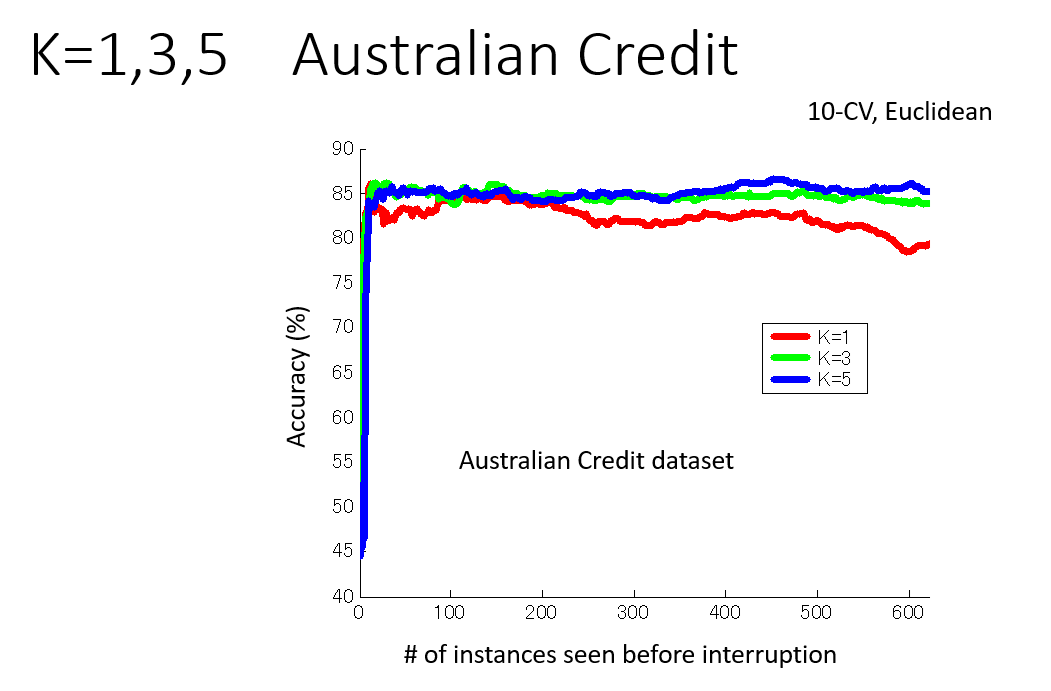 K=1,3,5 Australian Credit
10-CV, Euclidean
90
85
80
75
70
65
60
55
50
45
40
Accuracy (%)
K=1
K=3
K=5
Australian Credit dataset
0 100 200 300 400 500 600
# of instances seen before interruption